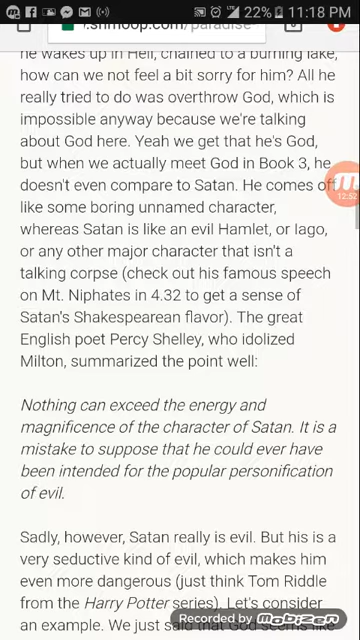 22% 11:18 PM
.shmoop.com/paradise-
he wakes up in Hell, chained to a burning lake,
how can we not feel a bit sorry for him? All he
really tried to do was overthrow God, which is
impossible anyway because we're talking
about God here. Yeah we get that he's God,
but when we actually meet God in Book 3, he
doesn't even compare to Satan. He comes off
like some boring unnamed character,
12:52
whereas Satan is like an evil Hamlet, or Iago,
or any other major character that isn't a
talking corpse (check out his famous speech
on Mt. Niphates in 4.32 to get a sense of
Satan's Shakespearean flavor). The great
English poet Percy Shelley, who idolized
Milton, summarized the point well:
Nothing can exceed the energy and
magnificence of the character of Satan. It is a
mistake to suppose that he could ever have
been intended for the popular personification
of evil.
Sadly, however, Satan really is evil. But his is a
very seductive kind of evil, which makes him
even more dangerous (just think Tom Riddle
from the Harry Potter series). Let's consider
an example. We just said that God seems like
Recorded by Mobizen